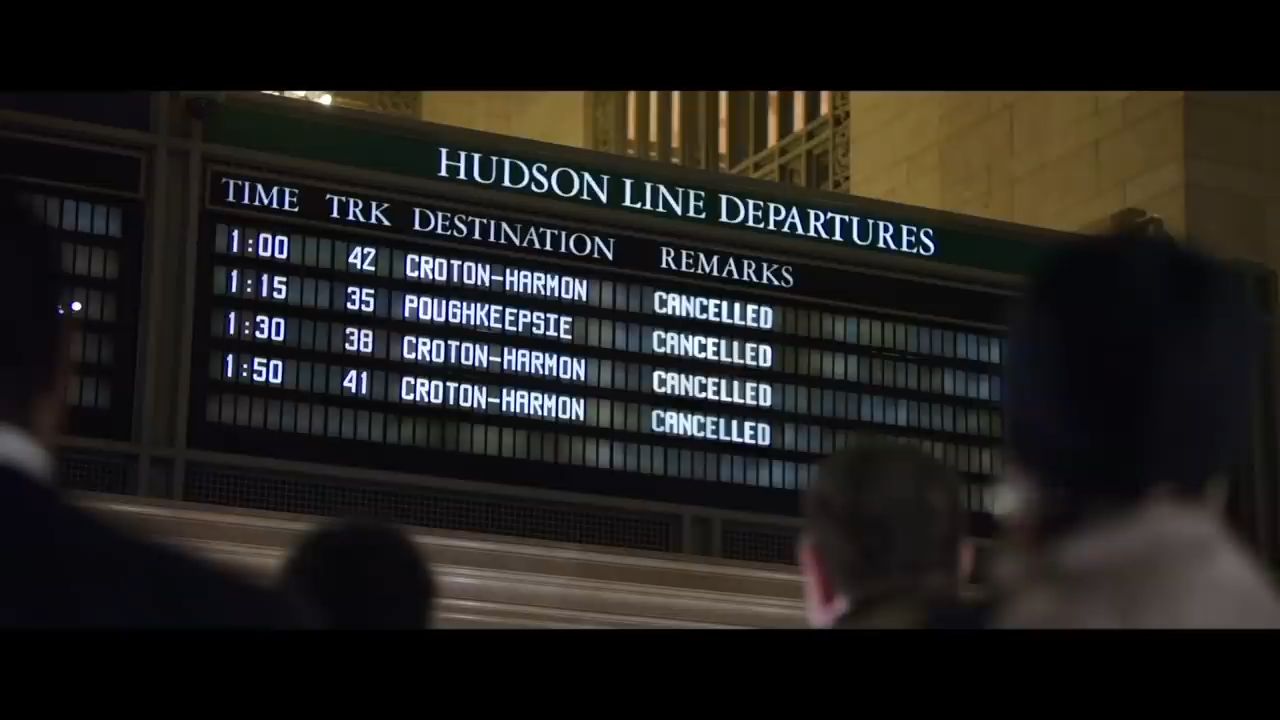 HUDSON LINE DEPARTURES
TIME TRK DESTINATION REMARKS
1:00 42 CROTON-HARMON CANCELLED
1:15 35 POUGHKEEPSIE CANCELLED
1:30 38 CROTON-HARMON CANCELLED
1:50 41 CROTON-HARMON CANCELLED